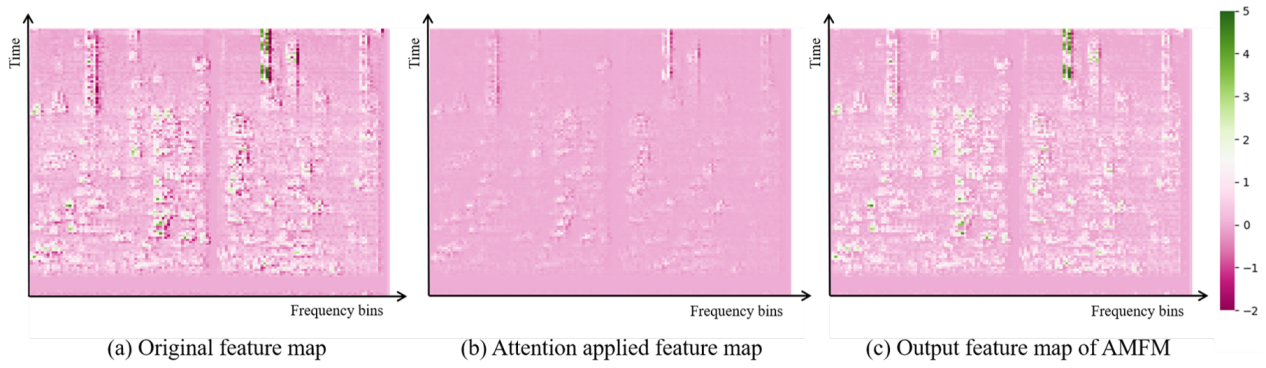 Time
Frequency bins
(a) Original feature map
Time
Frequency bins
(b) Attention applied feature map
Time
Frequency bins
(c) Output feature map of AMFM
5
4
3
2
1
0
−1
−2